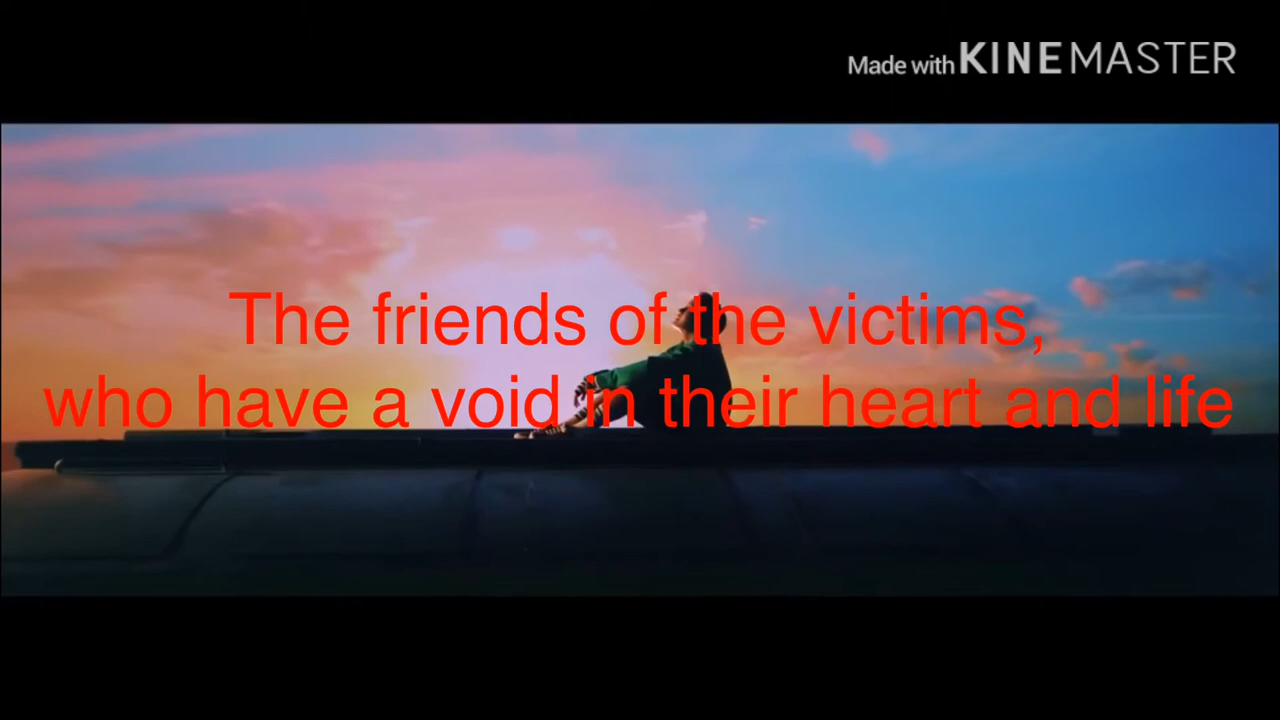 Made with KINEMASTER
The friends of the victims,
who have a void in their heart and life